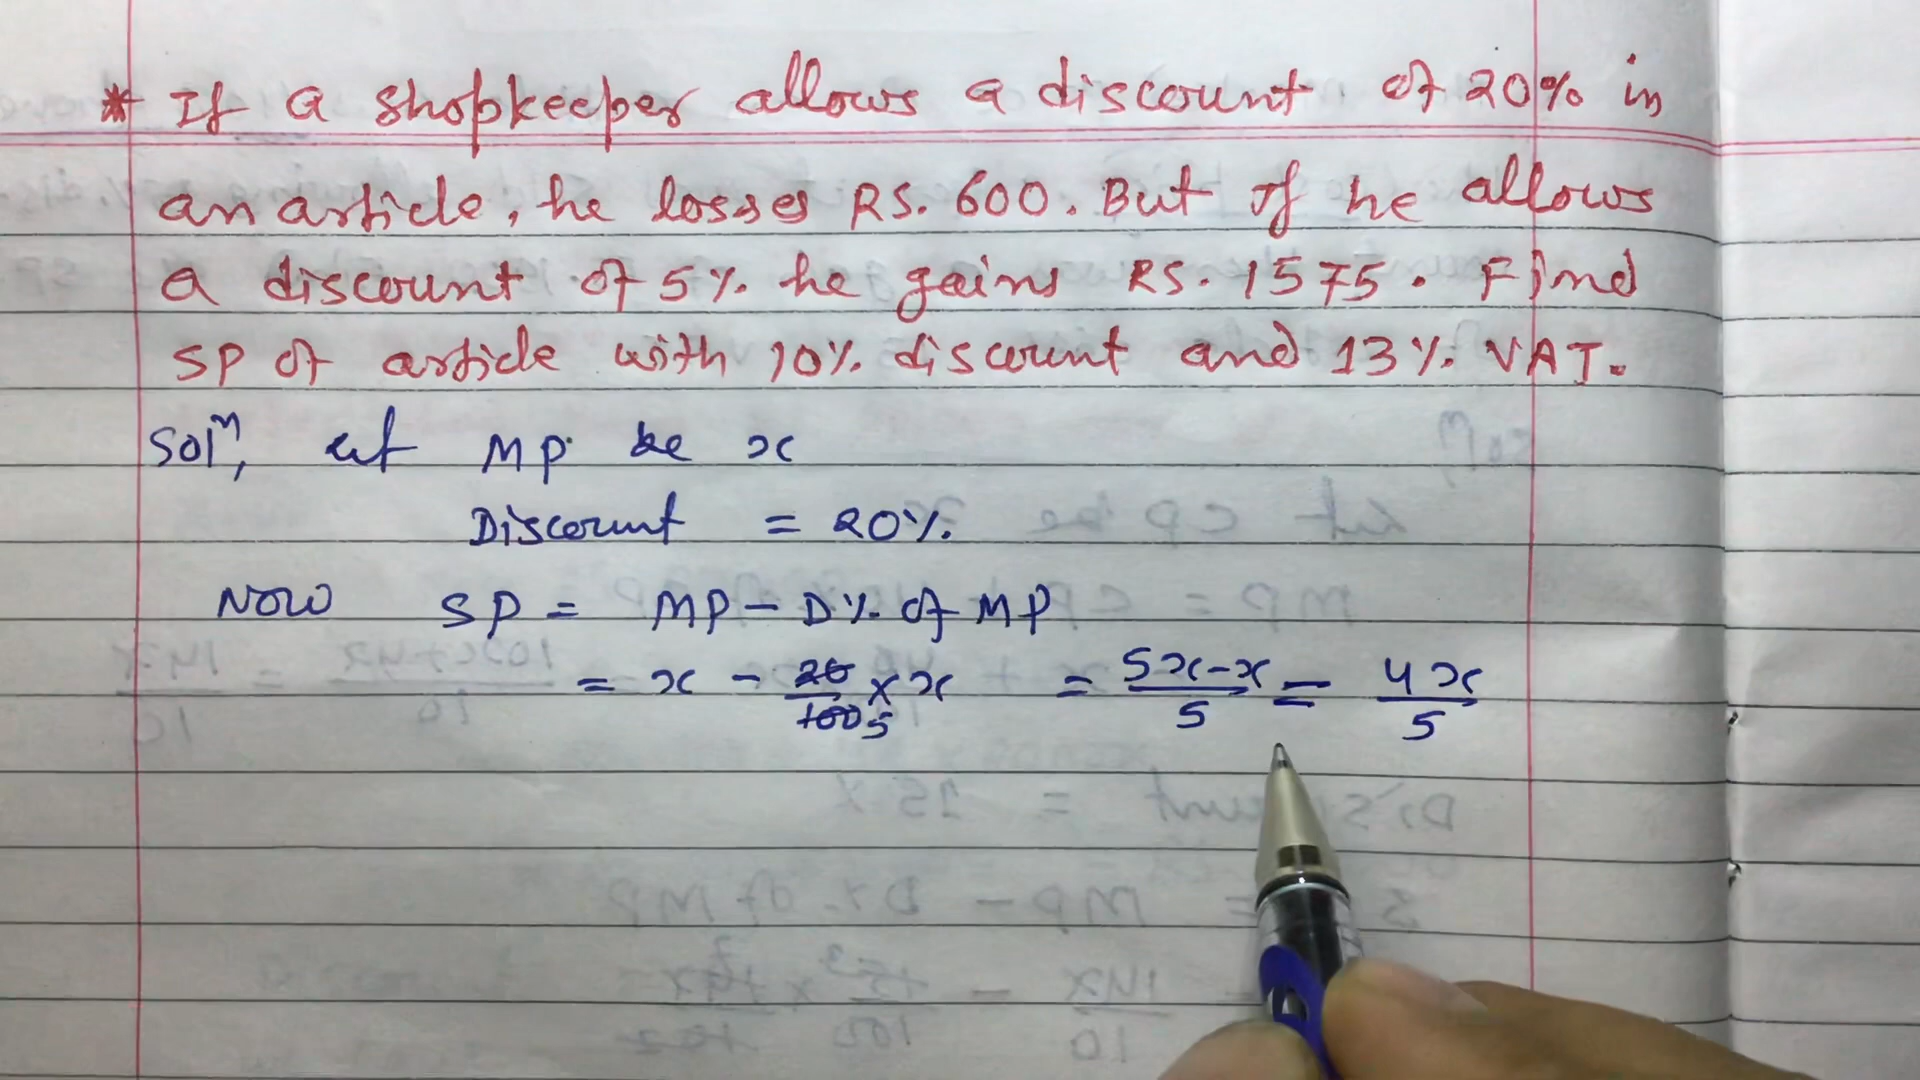 * If a shopkeeper allows a discount of 20% in
an article, he losses RS. 600. But if he allows
a discount of 5% he gains RS. 1575. Find
SP of article with 10% discount and 13% VAT.
Solⁿ, let MP be x
Discount = 20%
Now SP = MP - D% of MP
= x - 20/100 5 × x = 5x-x/5 = 4x/5